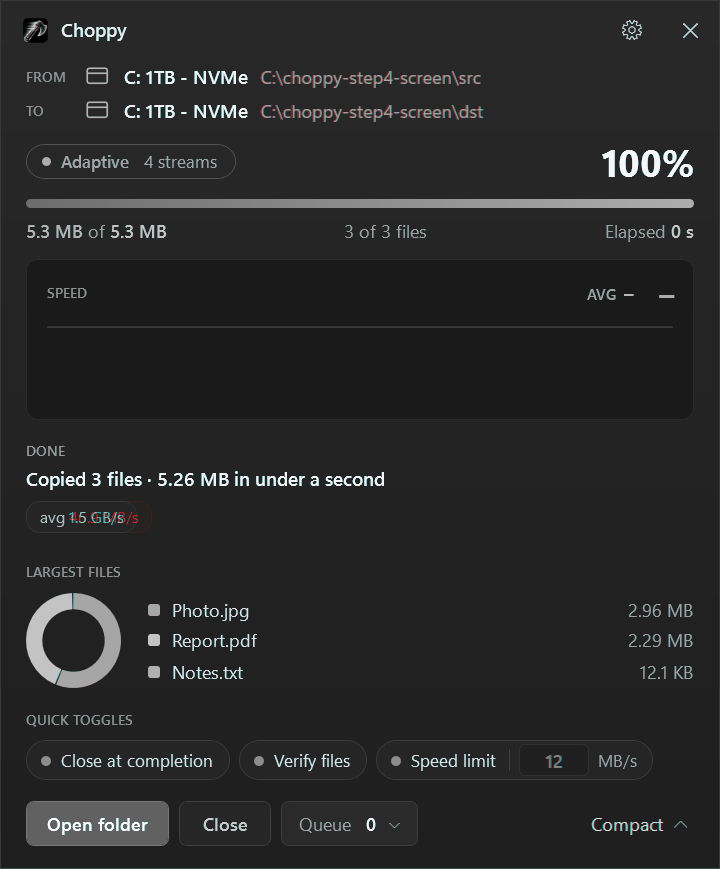 Choppy
FROM C: 1TB - NVMe C:\choppy-step4-screen\src
TO C: 1TB - NVMe C:\choppy-step4-screen\dst
Adaptive 4 streams 100%
5.3 MB of 5.3 MB 3 of 3 files Elapsed 0 s
SPEED AVG – –
DONE
Copied 3 files · 5.26 MB in under a second
avg
LARGEST FILES
Photo.jpg 2.96 MB
Report.pdf 2.29 MB
Notes.txt 12.1 KB
QUICK TOGGLES
Close at completion Verify files Speed limit 12 MB/s
Open folder Close Queue 0 Compact